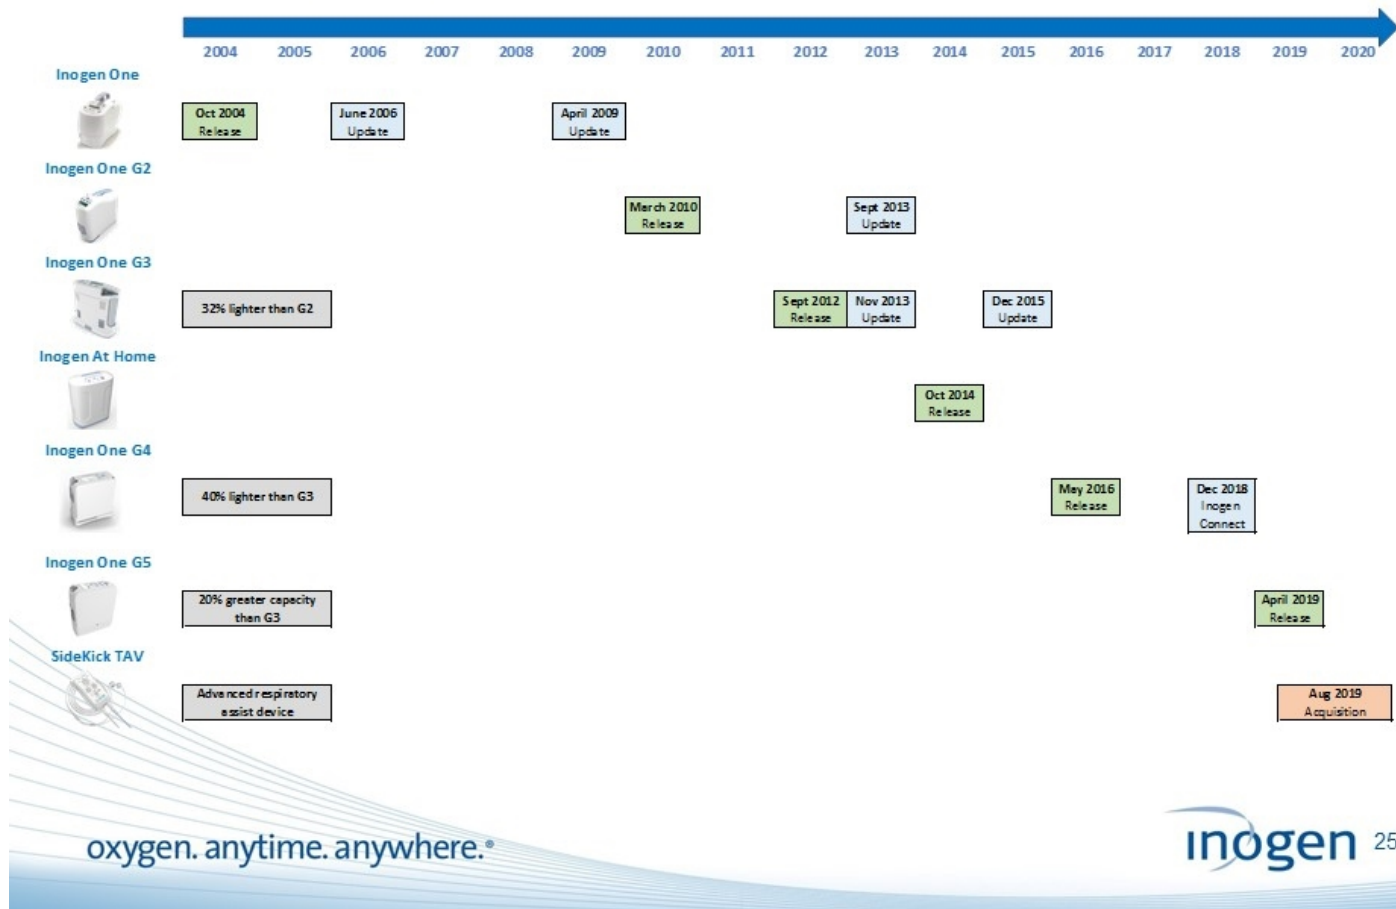 2004 2005 2006 2007 2008 2009 2010 2011 2012 2013 2014 2015 2016 2017 2018 2019 2020
Inogen One
Oct 2004
Release
June 2006
Update
April 2009
Update
Inogen One G2
March 2010
Release
Sept 2013
Update
Inogen One G3
32% lighter than G2
Sept 2012
Release
Nov 2013
Update
Dec 2015
Update
Inogen At Home
Oct 2014
Release
Inogen One G4
40% lighter than G3
May 2016
Release
Dec 2018
Inogen
Connect
Inogen One G5
20% greater capacity
than G3
April 2019
Release
SideKick TAV
Advanced respiratory
assist device
Aug 2019
Acquisition
oxygen. anytime. anywhere.®
inogen
25